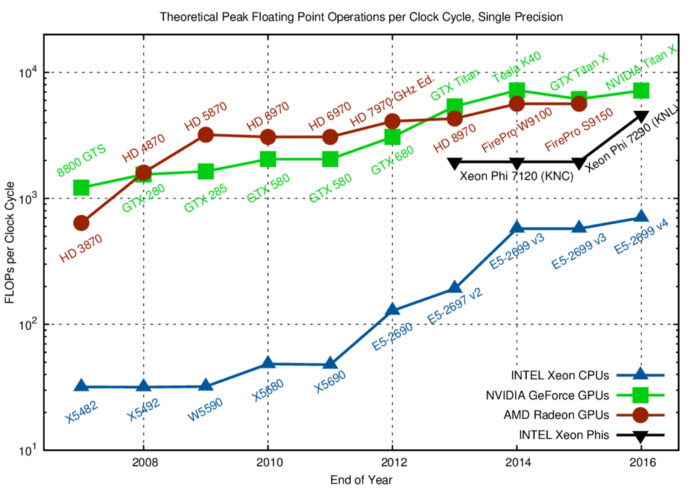 Theoretical Peak Floating Point Operations per Clock Cycle, Single Precision
FLOPs per Clock Cycle
10^4
10^3
10^2
10^1
8800 GTS
HD 3870
HD 4870
GTX 280
HD 5870
GTX 285
HD 6970
GTX 580
HD 6970
GTX 580
HD 7970 GHz Ed.
GTX 680
GTX Titan
HD 8970
Tesla K40
FirePro W9100
GTX Titan X
FirePro S9150
NVIDIA Titan X
Xeon Phi 7120 (KNC)
Xeon Phi 7290 (KNL)
X5482
X5492
W5590
X5680
X5690
E5-2690
E5-2697 v2
E5-2699 v3
E5-2699 v3
E5-2699 v4
INTEL Xeon CPUs
NVIDIA GeForce GPUs
AMD Radeon GPUs
INTEL Xeon Phis
2008 2010 2012 2014 2016
End of Year